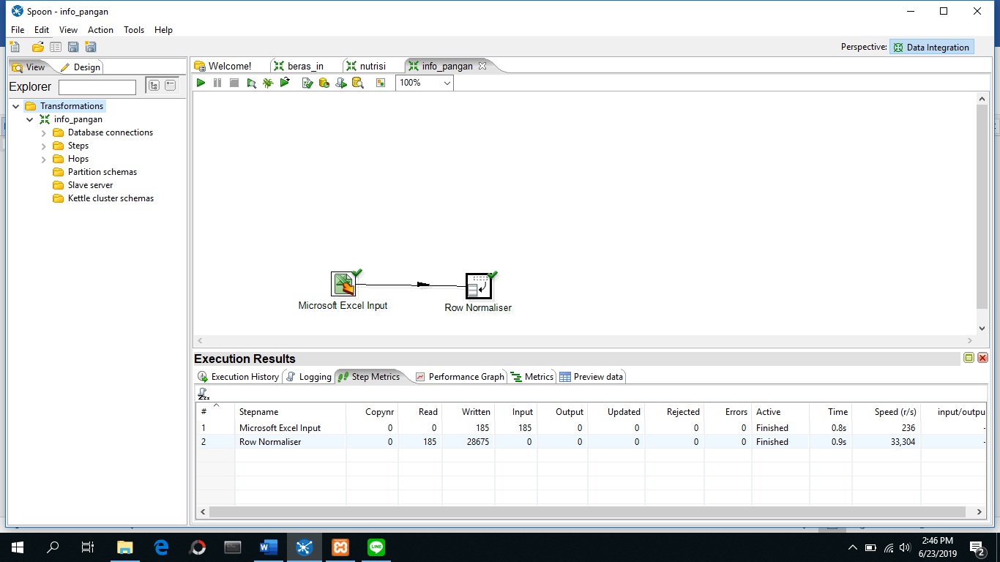 Spoon - info_pangan
File Edit View Action Tools Help
Perspective: Data Integration
View Design
Explorer
Transformations
info_pangan
Database connections
Steps
Hops
Partition schemas
Slave server
Kettle cluster schemas
Welcome! beras_in nutrisi info_pangan
100%
Microsoft Excel Input
Row Normaliser
Execution Results
Execution History Logging Step Metrics Performance Graph Metrics Preview data
# Stepname Copynr Read Written Input Output Updated Rejected Errors Active Time Speed (r/s) input/outpu
1 Microsoft Excel Input 0 0 185 185 0 0 0 0 Finished 0.8s 236 -
2 Row Normaliser 0 185 28675 0 0 0 0 0 Finished 0.9s 33,304 -
2:46 PM
6/23/2019
2